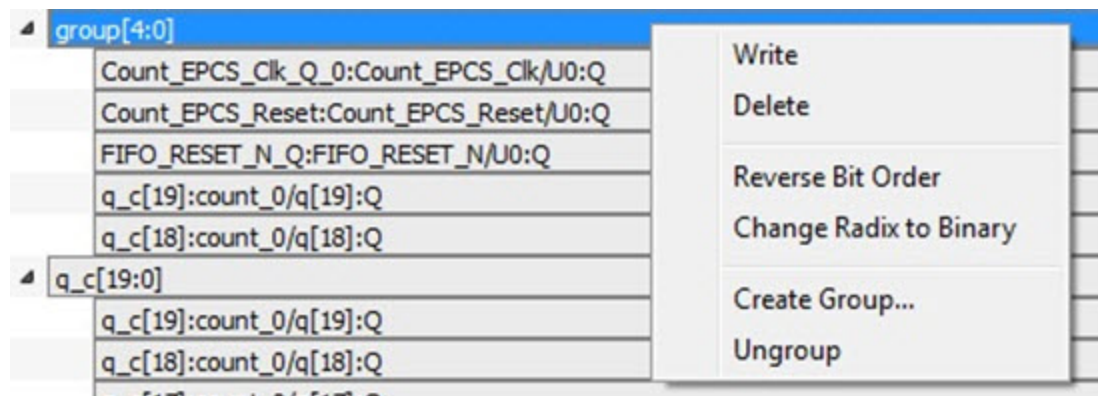 group[4:0]
Count_EPCS_Clk_Q_0:Count_EPCS_Clk/U0:Q
Count_EPCS_Reset:Count_EPCS_Reset/U0:Q
FIFO_RESET_N_Q:FIFO_RESET_N/U0:Q
q_c[19]:count_0/q[19]:Q
q_c[18]:count_0/q[18]:Q
q_c[19:0]
q_c[19]:count_0/q[19]:Q
q_c[18]:count_0/q[18]:Q
Write
Delete
Reverse Bit Order
Change Radix to Binary
Create Group...
Ungroup